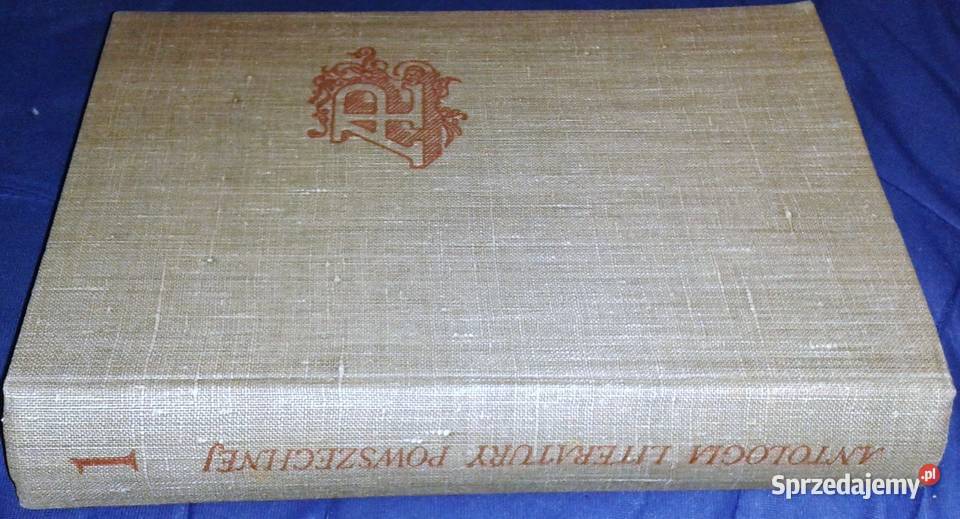 ANTOLOGIA LITERATURY POWSZECHNEJ
1
Sprzedajemy.pl